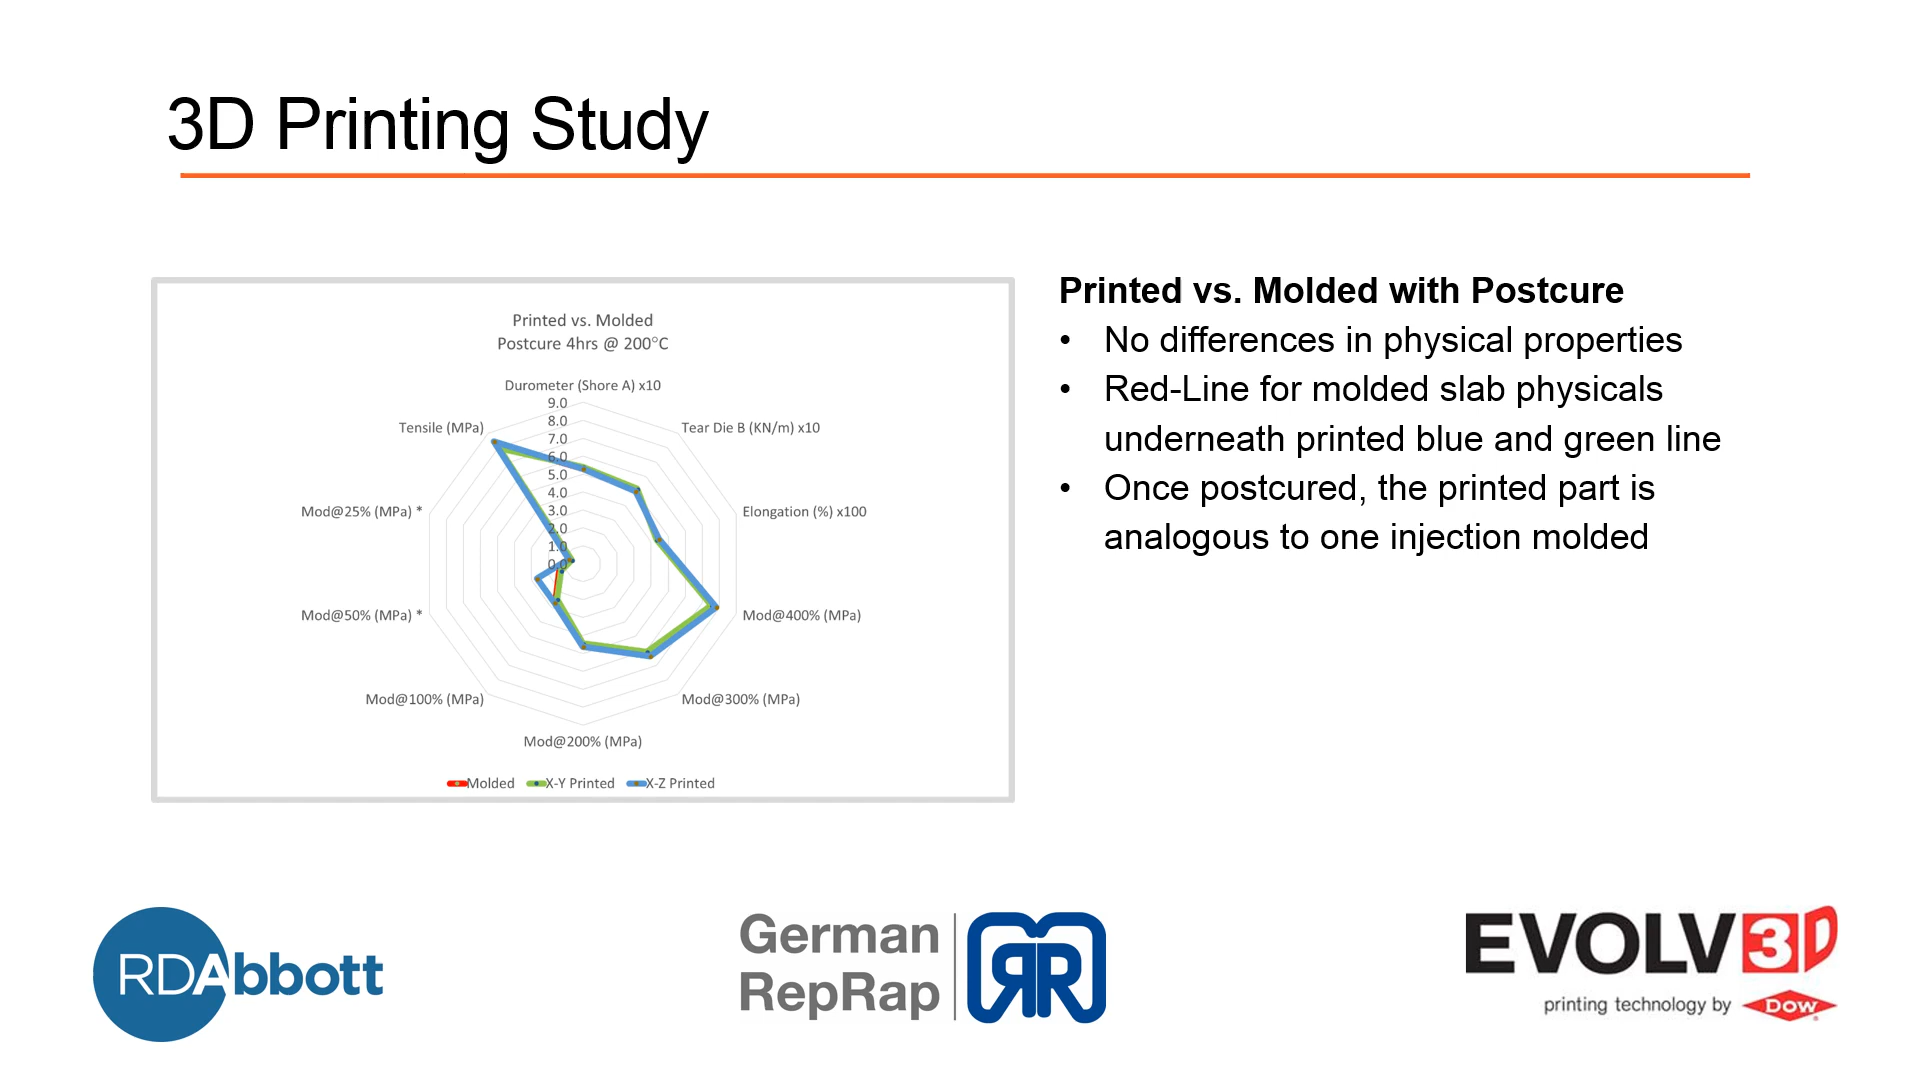 3D Printing Study
Printed vs. Molded
Postcure 4hrs @ 200°C
Durometer (Shore A) x10
9.0
8.0
7.0
6.0
5.0
4.0
3.0
2.0
1.0
0.0
Tensile (MPa)
Tear Die B (KN/m) x10
Mod@25% (MPa) *
Elongation (%) x100
Mod@50% (MPa) *
Mod@400% (MPa)
Mod@100% (MPa)
Mod@300% (MPa)
Mod@200% (MPa)
Molded X-Y Printed X-Z Printed
Printed vs. Molded with Postcure
• No differences in physical properties
• Red-Line for molded slab physicals
underneath printed blue and green line
• Once postcured, the printed part is
analogous to one injection molded
RDAbbott
German
RepRap
EVOLV3D
printing technology by DOW